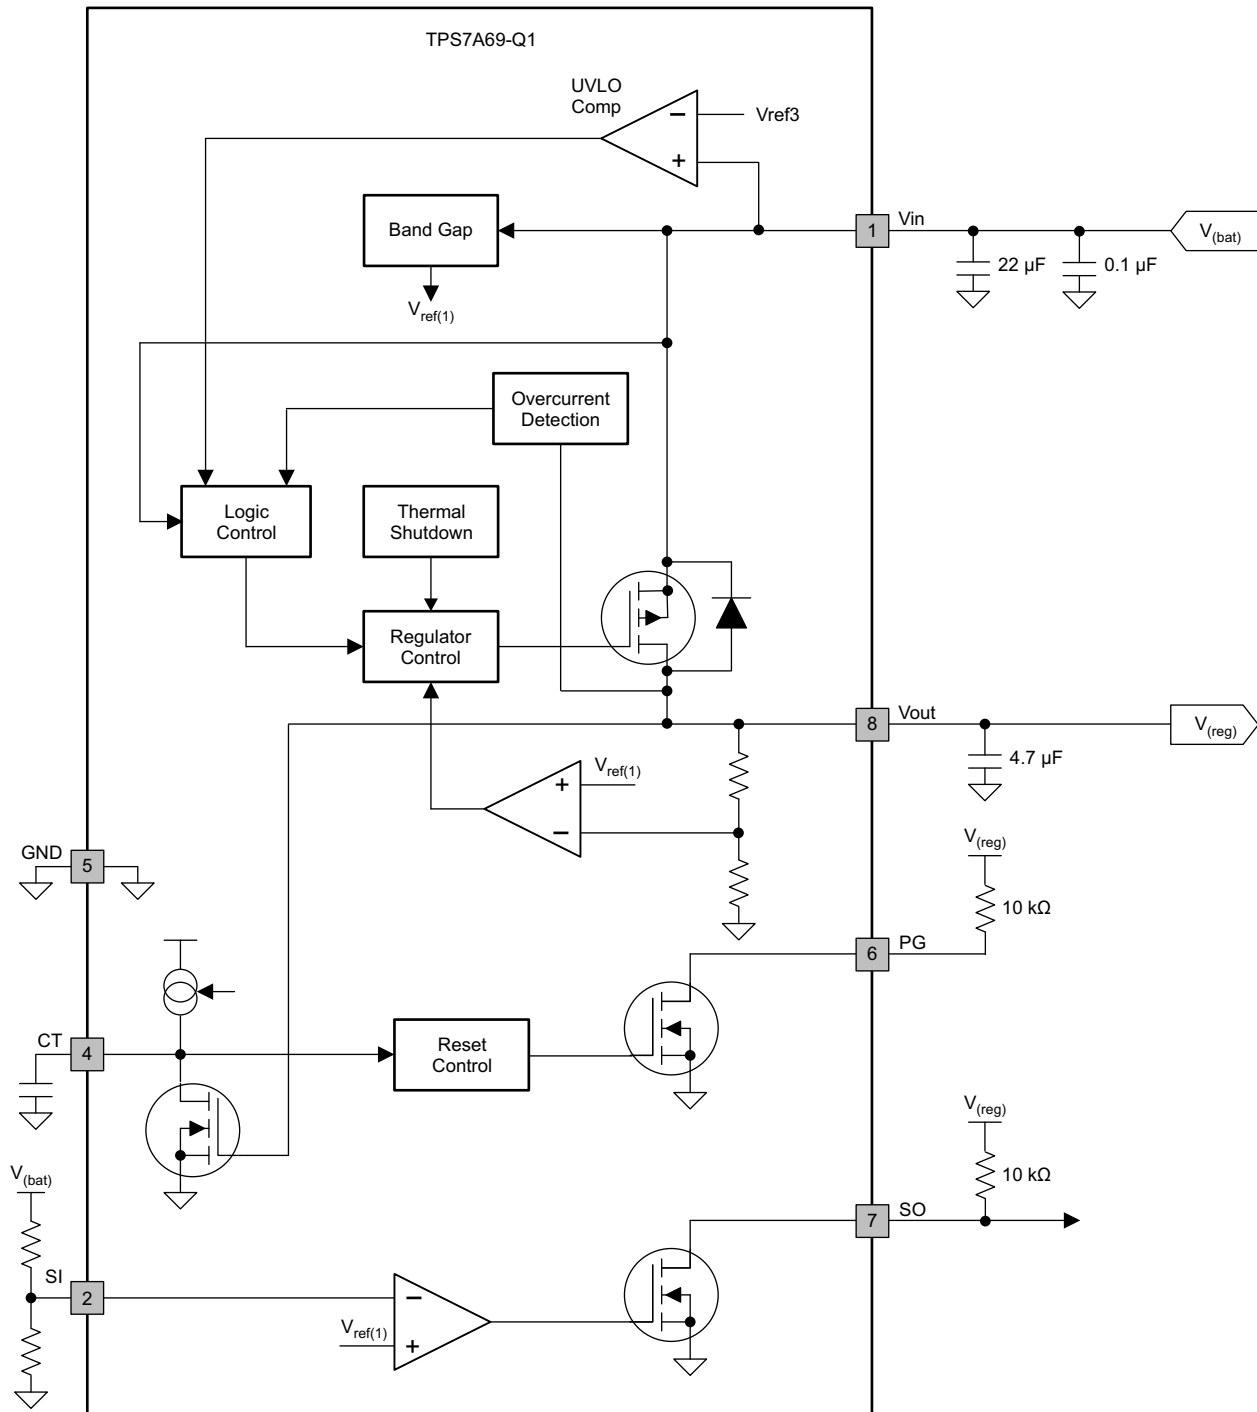 TPS7A69-Q1
UVLO
Comp
−
Vref3
+
Band Gap
1
Vin
V(bat)
22 µF
0.1 µF
Vref(1)
Overcurrent
Detection
Logic
Control
Thermal
Shutdown
Regulator
Control
8
Vout
V(reg)
4.7 µF
+
Vref(1)
−
GND
5
V(reg)
10 kΩ
6
PG
CT
4
Reset
Control
V(reg)
10 kΩ
V(bat)
7
SO
SI
2
−
Vref(1)
+